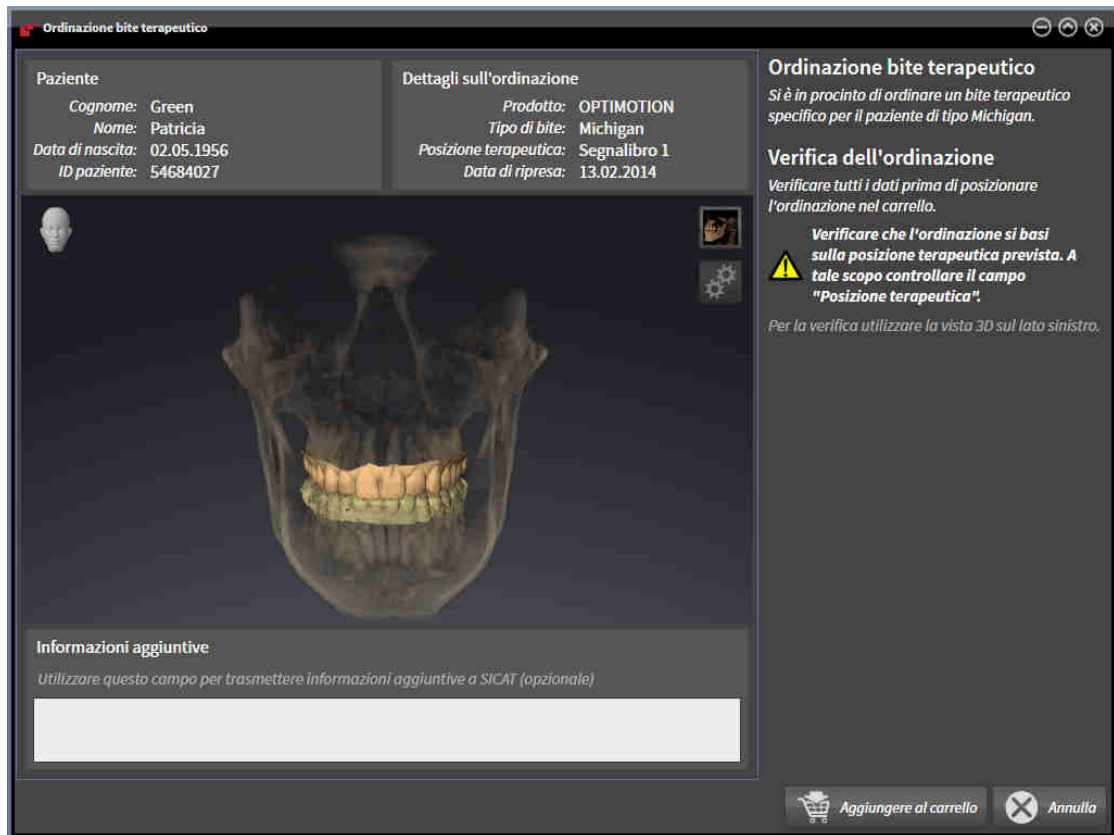 Ordinazione bite terapeutico
Paziente
Cognome: Green
Nome: Patricia
Data di nascita: 02.05.1956
ID paziente: 54684027
Dettagli sull'ordinazione
Prodotto: OPTIMOTION
Tipo di bite: Michigan
Posizione terapeutica: Segnalibro 1
Data di ripresa: 13.02.2014
Informazioni aggiuntive
Utilizzare questo campo per trasmettere informazioni aggiuntive a SICAT (opzionale)
Ordinazione bite terapeutico
Si è in procinto di ordinare un bite terapeutico
specifico per il paziente di tipo Michigan.
Verifica dell'ordinazione
Verificare tutti i dati prima di posizionare
l'ordinazione nel carrello.
Verificare che l'ordinazione si basi
sulla posizione terapeutica prevista. A
tale scopo controllare il campo
"Posizione terapeutica".
Per la verifica utilizzare la vista 3D sul lato sinistro.
Aggiungere al carrello
Annulla